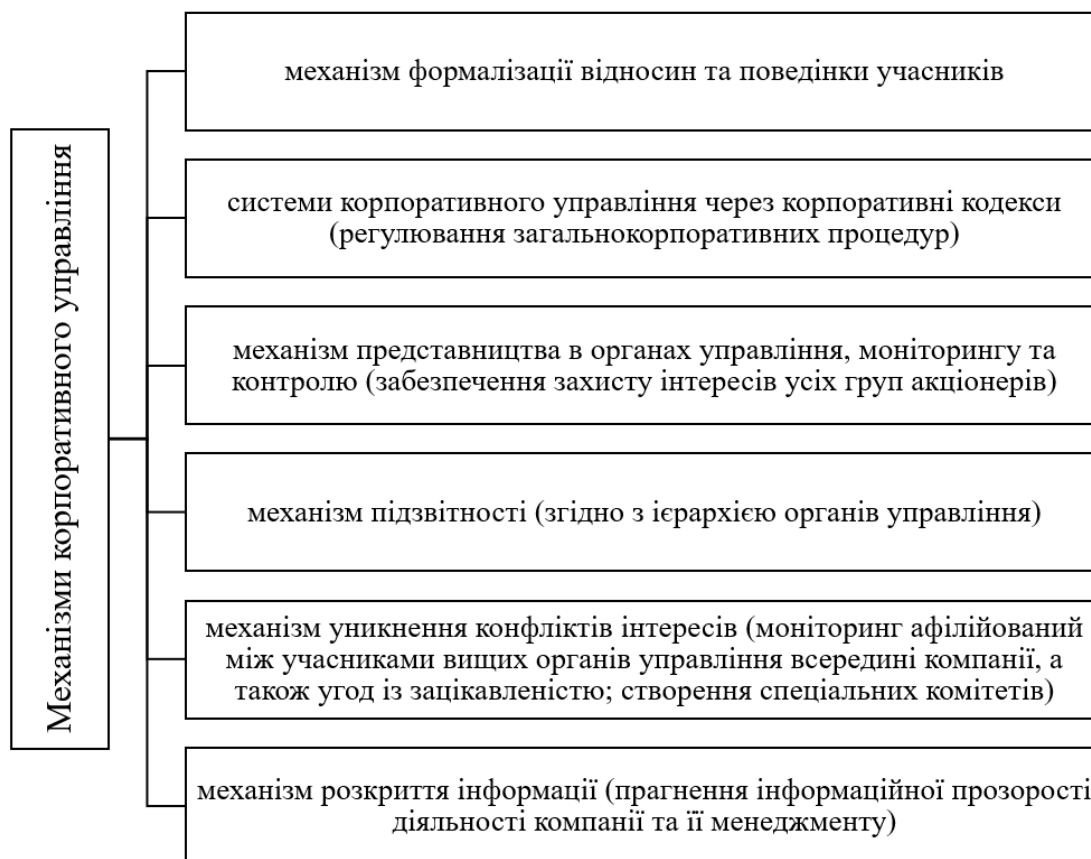 Механізми корпоративного управління
механізм формалізації відносин та поведінки учасників
системи корпоративного управління через корпоративні кодекси
(регулювання загальнокорпоративних процедур)
механізм представництва в органах управління, моніторингу та
контролю (забезпечення захисту інтересів усіх груп акціонерів)
механізм підзвітності (згідно з ієрархією органів управління)
механізм уникнення конфліктів інтересів (моніторинг афілійований
між учасниками вищих органів управління всередині компанії, а
також угод із зацікавленістю; створення спеціальних комітетів)
механізм розкриття інформації (прагнення інформаційної прозорості
діяльності компанії та її менеджменту)